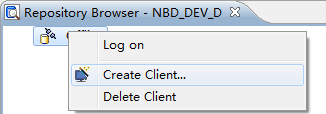 Repository Browser - NBD_DEV_D
Log on
Create Client...
Delete Client